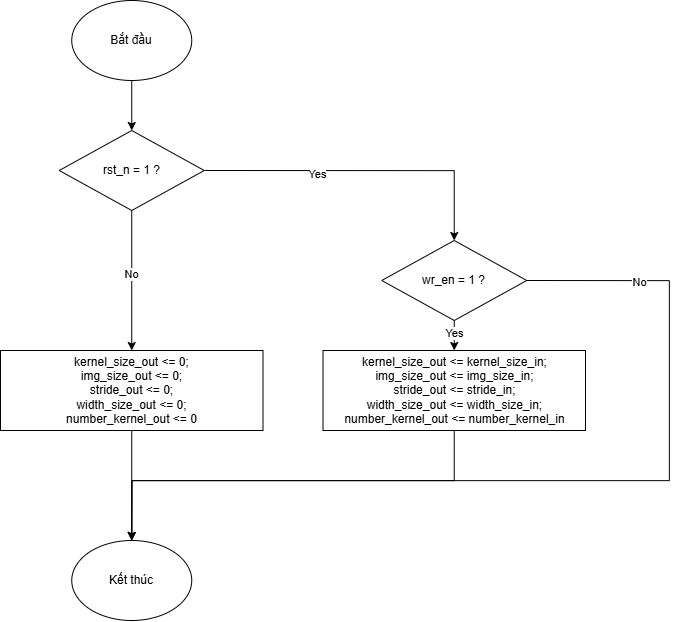 Bắt đầu
rst_n = 1 ?
Yes
wr_en = 1 ?
No
No
Yes
kernel_size_out <= 0;
img_size_out <= 0;
stride_out <= 0;
width_size_out <= 0;
number_kernel_out <= 0
kernel_size_out <= kernel_size_in;
img_size_out <= img_size_in;
stride_out <= stride_in;
width_size_out <= width_size_in;
number_kernel_out <= number_kernel_in
Kết thúc